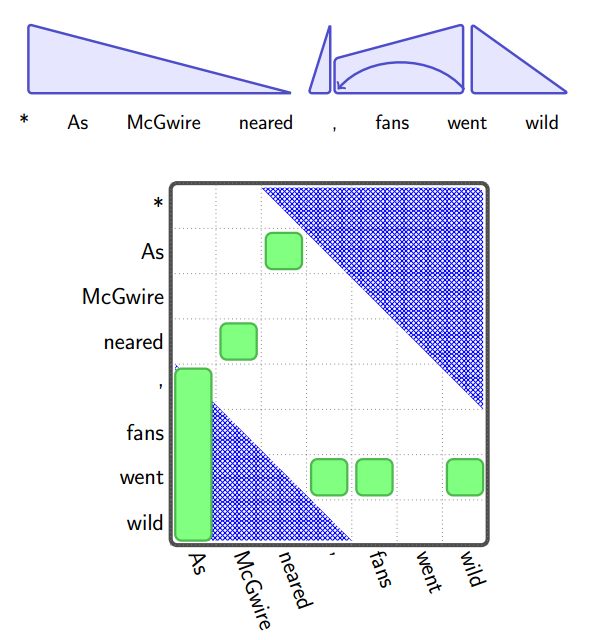 * As McGwire neared , fans went wild
*
As
McGwire
neared
,
fans
went
wild
As McGwire neared , fans went wild